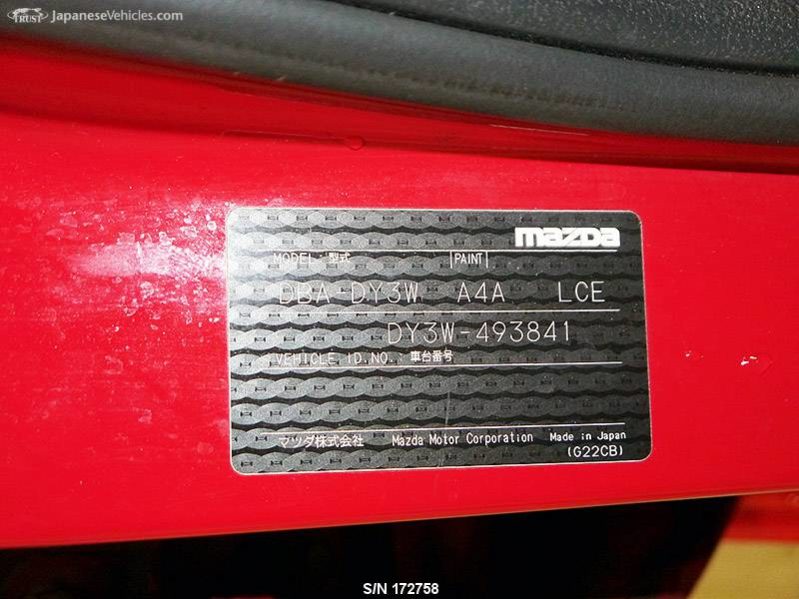 TRUST JapaneseVehicles.com
mazDa
MODEL:型式 |PAINT|
DBA-DY3W A4A LCE
DY3W-493841
VEHICLE ID.NO.:車台番号
マツダ株式会社 Mazda Motor Corporation Made in Japan
(G22CB)
S/N 172758